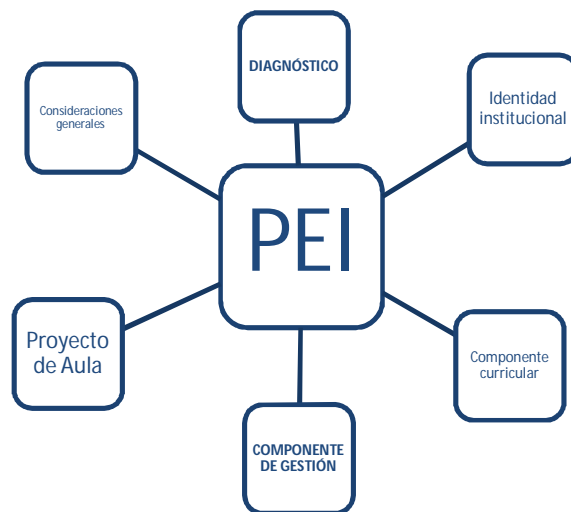 DIAGNÓSTICO
Consideraciones
generales
Identidad
institucional
PEI
Proyecto
de Aula
Componente
curricular
COMPONENTE
DE GESTIÓN